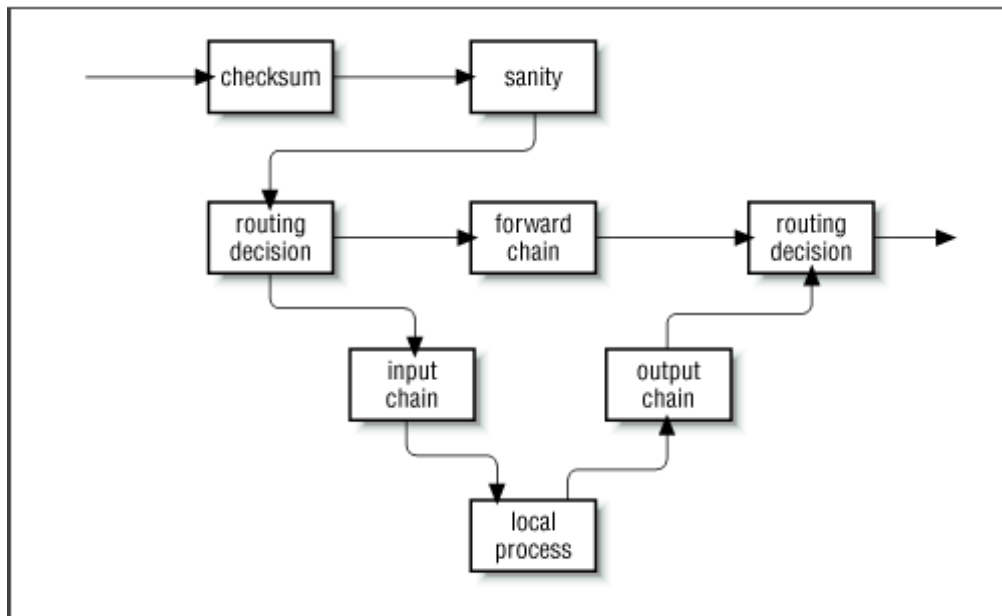 checksum
sanity
routing
decision
forward
chain
routing
decision
input
chain
output
chain
local
process